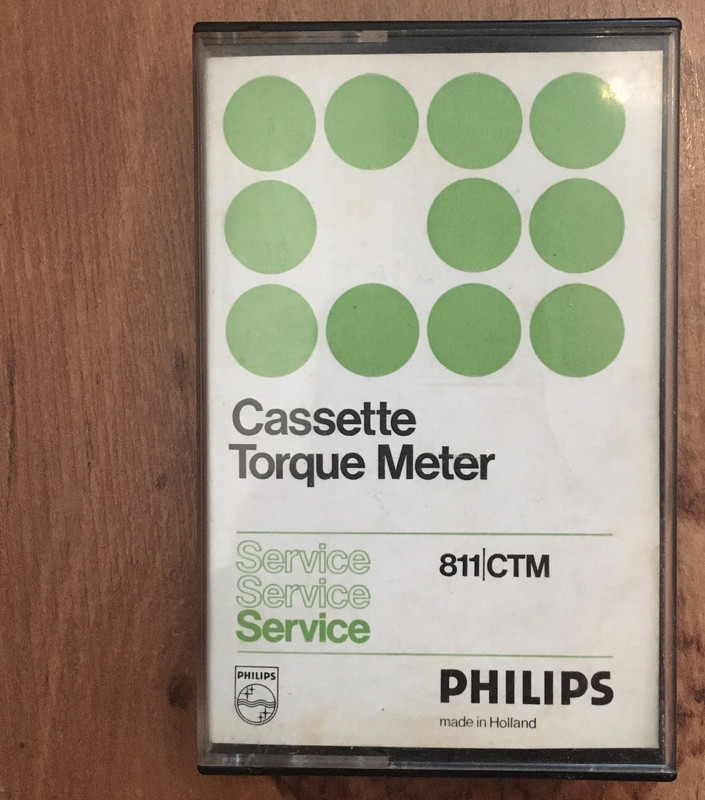 Cassette
Torque Meter
Service
Service
Service
811|CTM
PHILIPS
PHILIPS
made in Holland